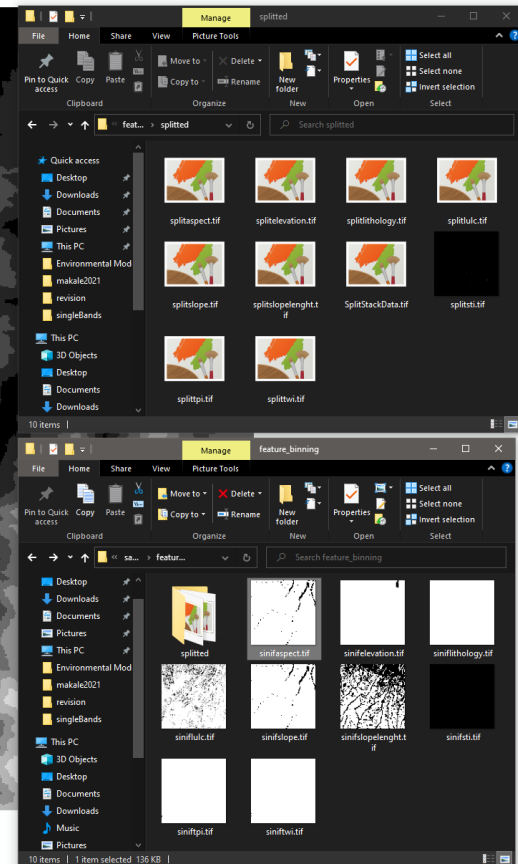 Manage
splitted
File
Home
Share
View
Picture Tools
Pin to Quick access
Copy
Paste
Move to
Copy to
Delete
Rename
New folder
Properties
Select all
Select none
Invert selection
Clipboard
Organize
New
Open
Select
feat...
splitted
Search splitted
Quick access
Desktop
Downloads
Documents
Pictures
This PC
Environmental Mod
makale2021
revision
singleBands
This PC
3D Objects
Desktop
Documents
Downloads
splitaspect.tif
splitelevation.tif
splitlithology.tif
splitlulc.tif
splitslope.tif
splitslopelenght.t
if
SplitStackData.tif
splitsti.tif
splittpi.tif
splittwi.tif
10 items
Manage
feature_binning
File
Home
Share
View
Picture Tools
Pin to Quick access
Copy
Paste
Move to
Copy to
Delete
Rename
New folder
Properties
Select all
Select none
Invert selection
Clipboard
Organize
New
Open
Select
sa...
featur...
Search feature_binning
Desktop
Downloads
Documents
Pictures
This PC
Environmental Mod
makale2021
revision
singleBands
This PC
3D Objects
Desktop
Documents
Downloads
Music
Pictures
splitted
sinifaspect.tif
sinifelevation.tif
siniflithology.tif
siniflulc.tif
sinifslope.tif
sinifslopelenght.t
if
sinifsti.tif
siniftpi.tif
siniftwi.tif
10 items
1 item selected 136 KB